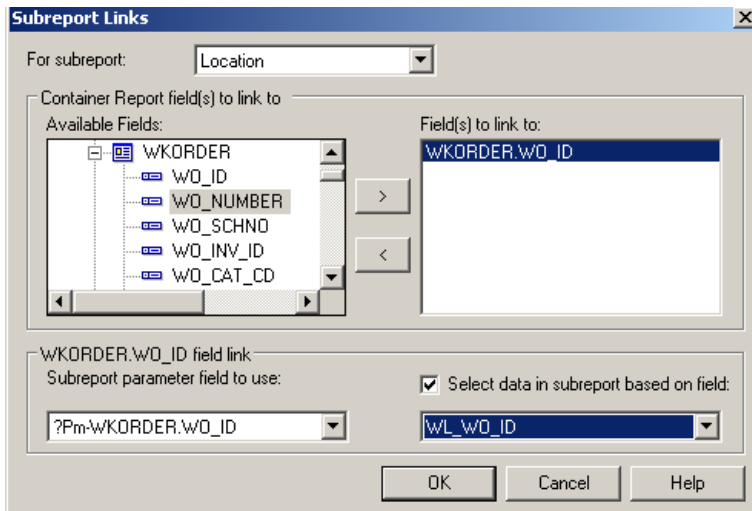 Subreport Links
For subreport:
Location
Container Report field(s) to link to
Available Fields:
WKORDER
WO_ID
WO_NUMBER
WO_SCHNO
WO_INV_ID
WO_CAT_CD
>
<
Field(s) to link to:
WKORDER.WO_ID
WKORDER.WO_ID field link
Subreport parameter field to use:
?Pm-WKORDER.WO_ID
Select data in subreport based on field:
WL_WO_ID
OK
Cancel
Help